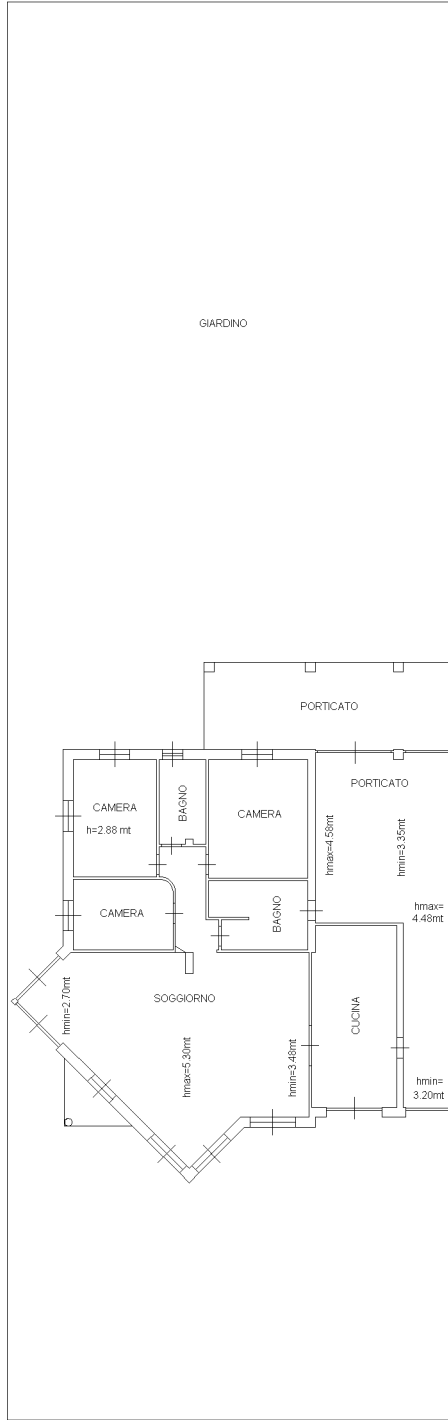 GIARDINO
PORTICATO
PORTICATO
CAMERA
h=2.88 mt
BAGNO
CAMERA
hmax=4.58mt
hmin=3.35mt
CAMERA
BAGNO
hmax=
4.48mt
SOGGIORNO
hmin=2.70mt
hmax=5.30mt
hmin=3.48mt
CUCINA
hmin=
3.20mt